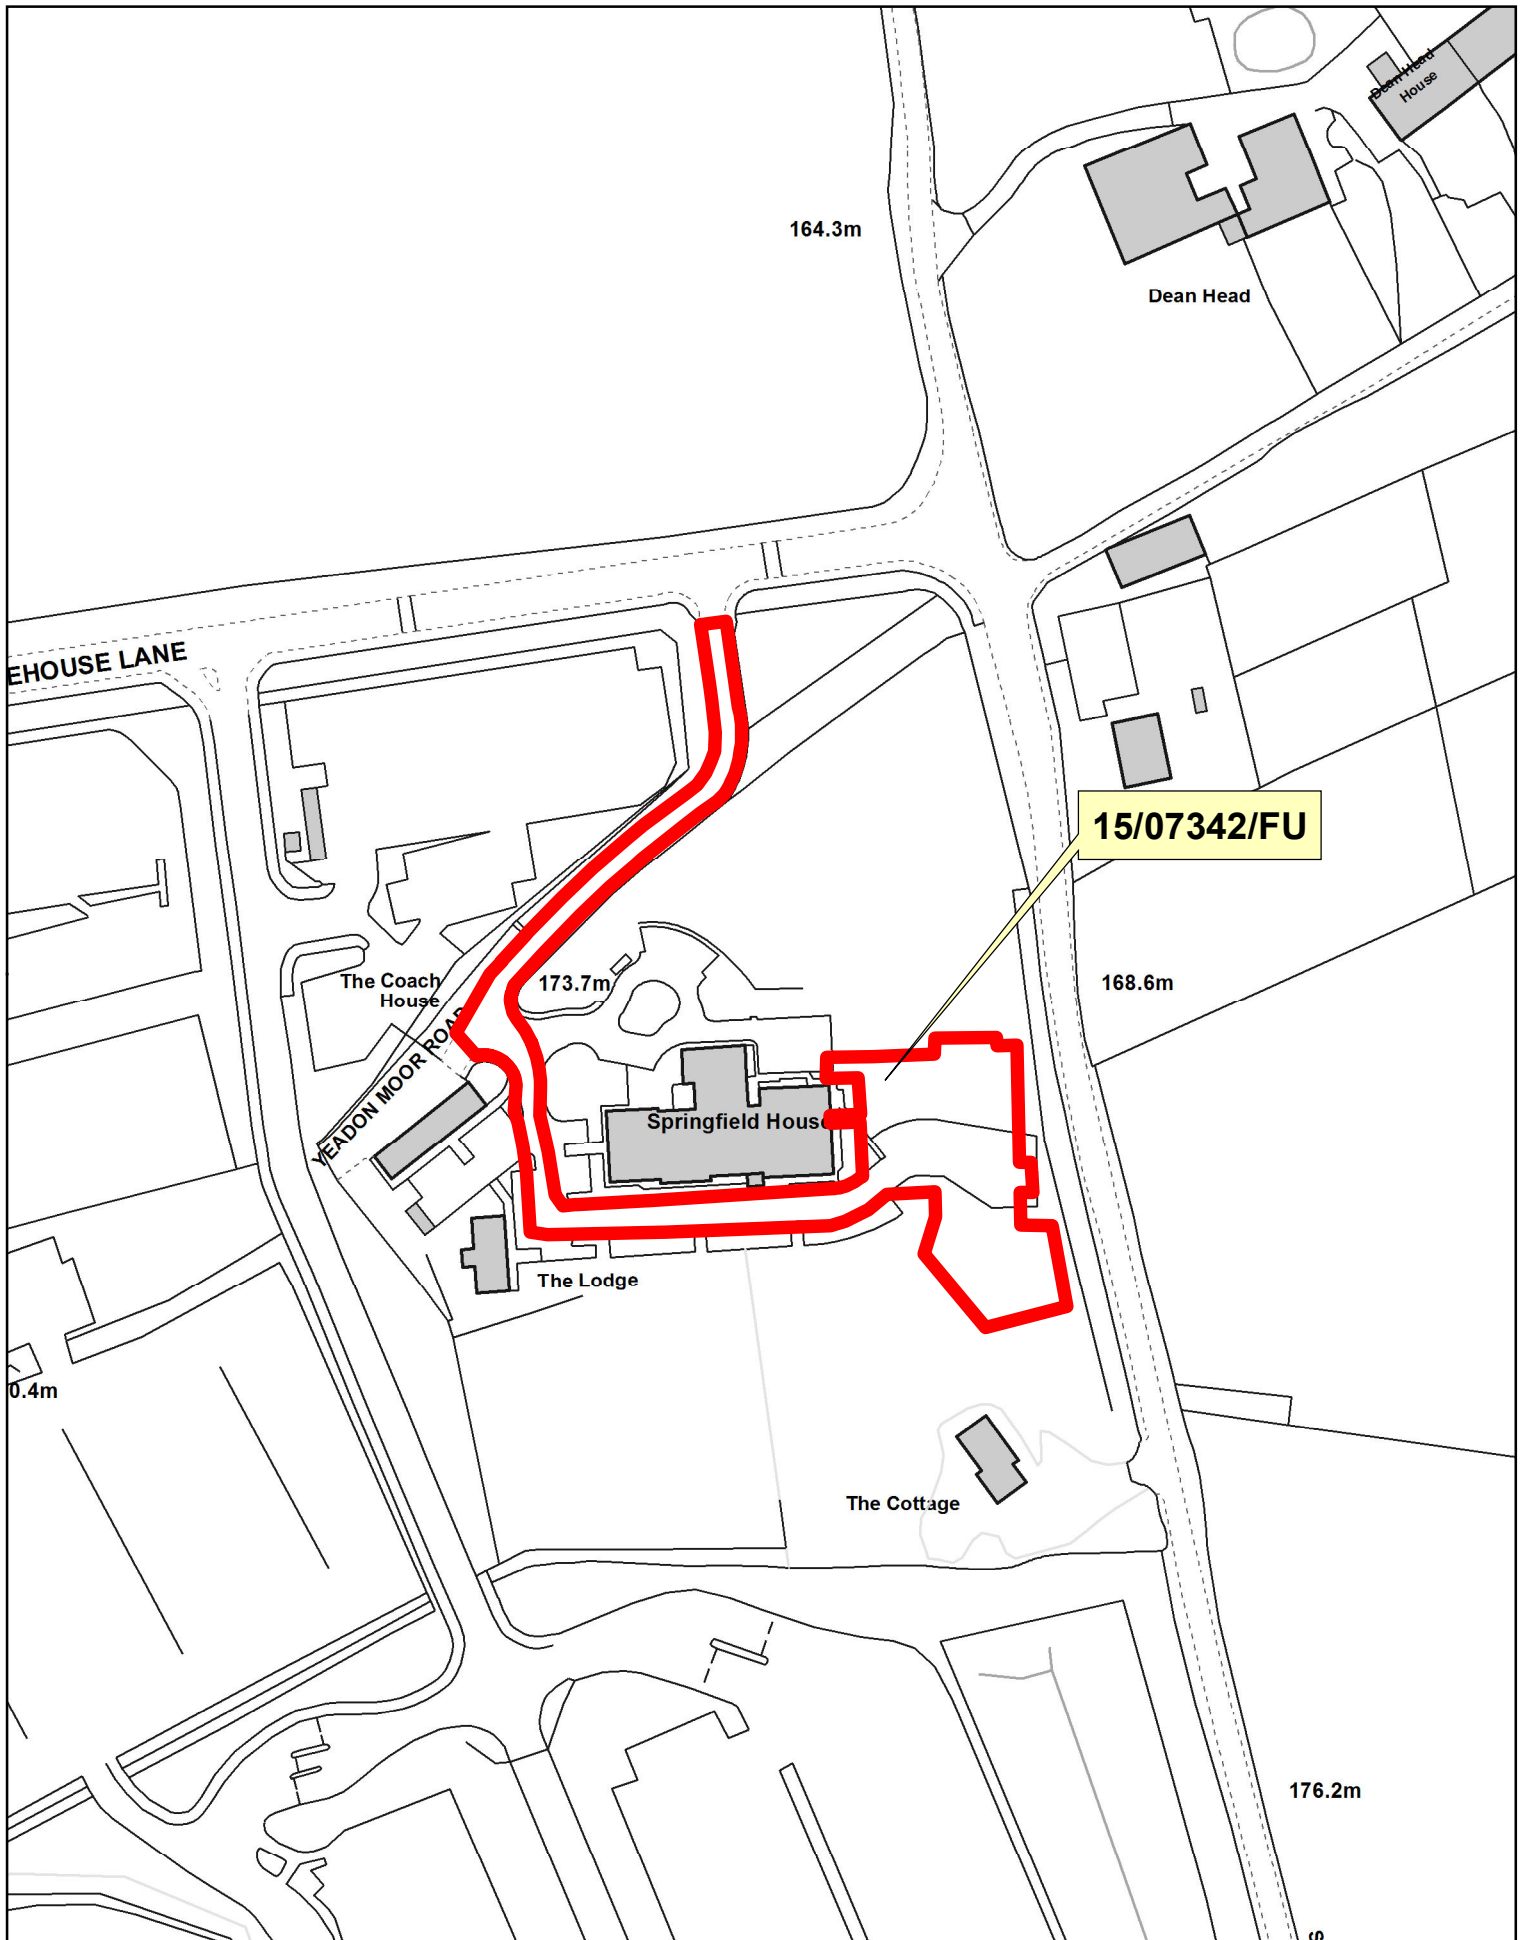 Dean Head
House
164.3m
Dean Head
EHOUSE LANE
15/07342/FU
The Coach
House
173.7m
168.6m
YEADON MOOR ROAD
Springfield House
The Lodge
0.4m
The Cottage
176.2m
S